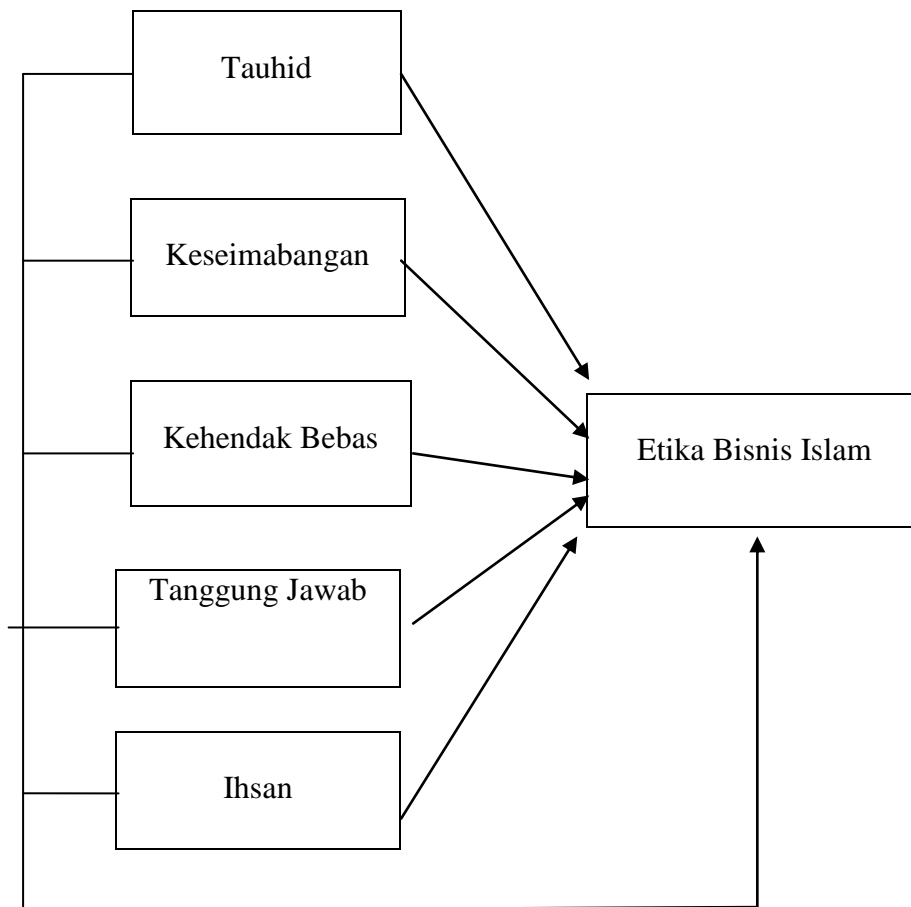 Tauhid
Keseimabangan
Kehendak Bebas
Etika Bisnis Islam
Tanggung Jawab
Ihsan